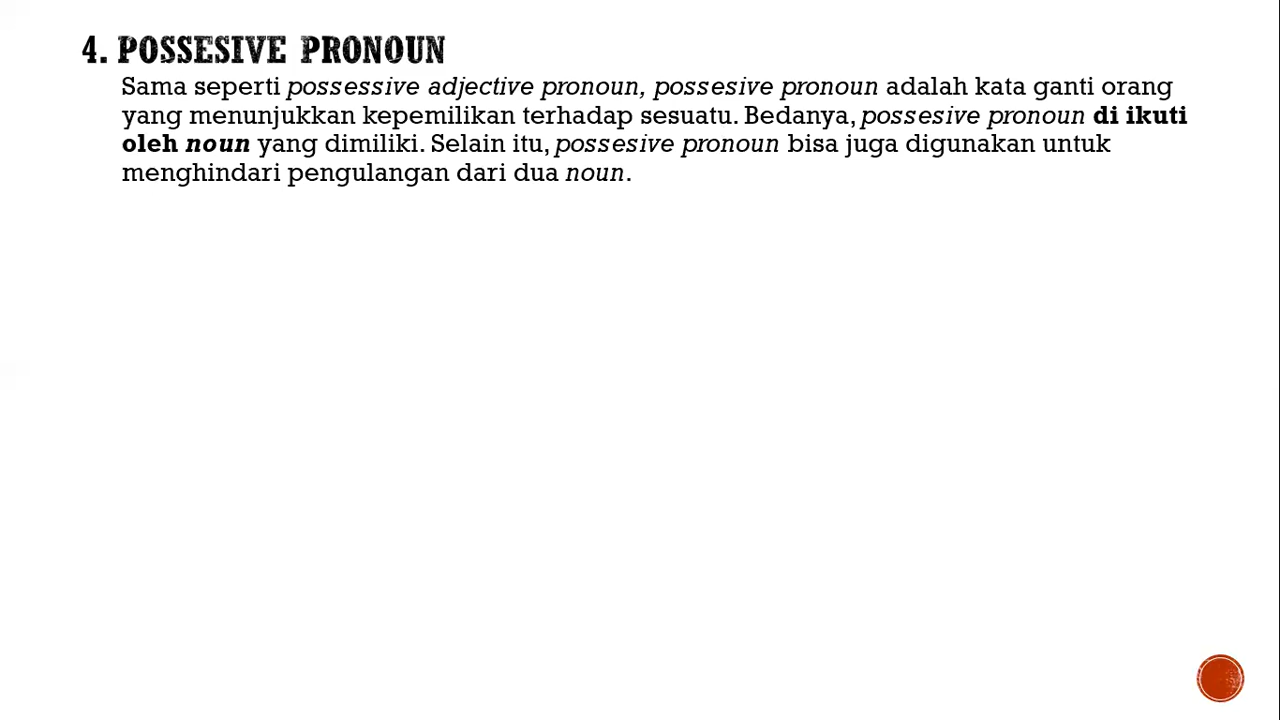 4. POSSESIVE PRONOUN
Sama seperti possessive adjective pronoun, possesive pronoun adalah kata ganti orang
yang menunjukkan kepemilikan terhadap sesuatu. Bedanya, possesive pronoun di ikuti
oleh noun yang dimiliki. Selain itu, possesive pronoun bisa juga digunakan untuk
menghindari pengulangan dari dua noun.